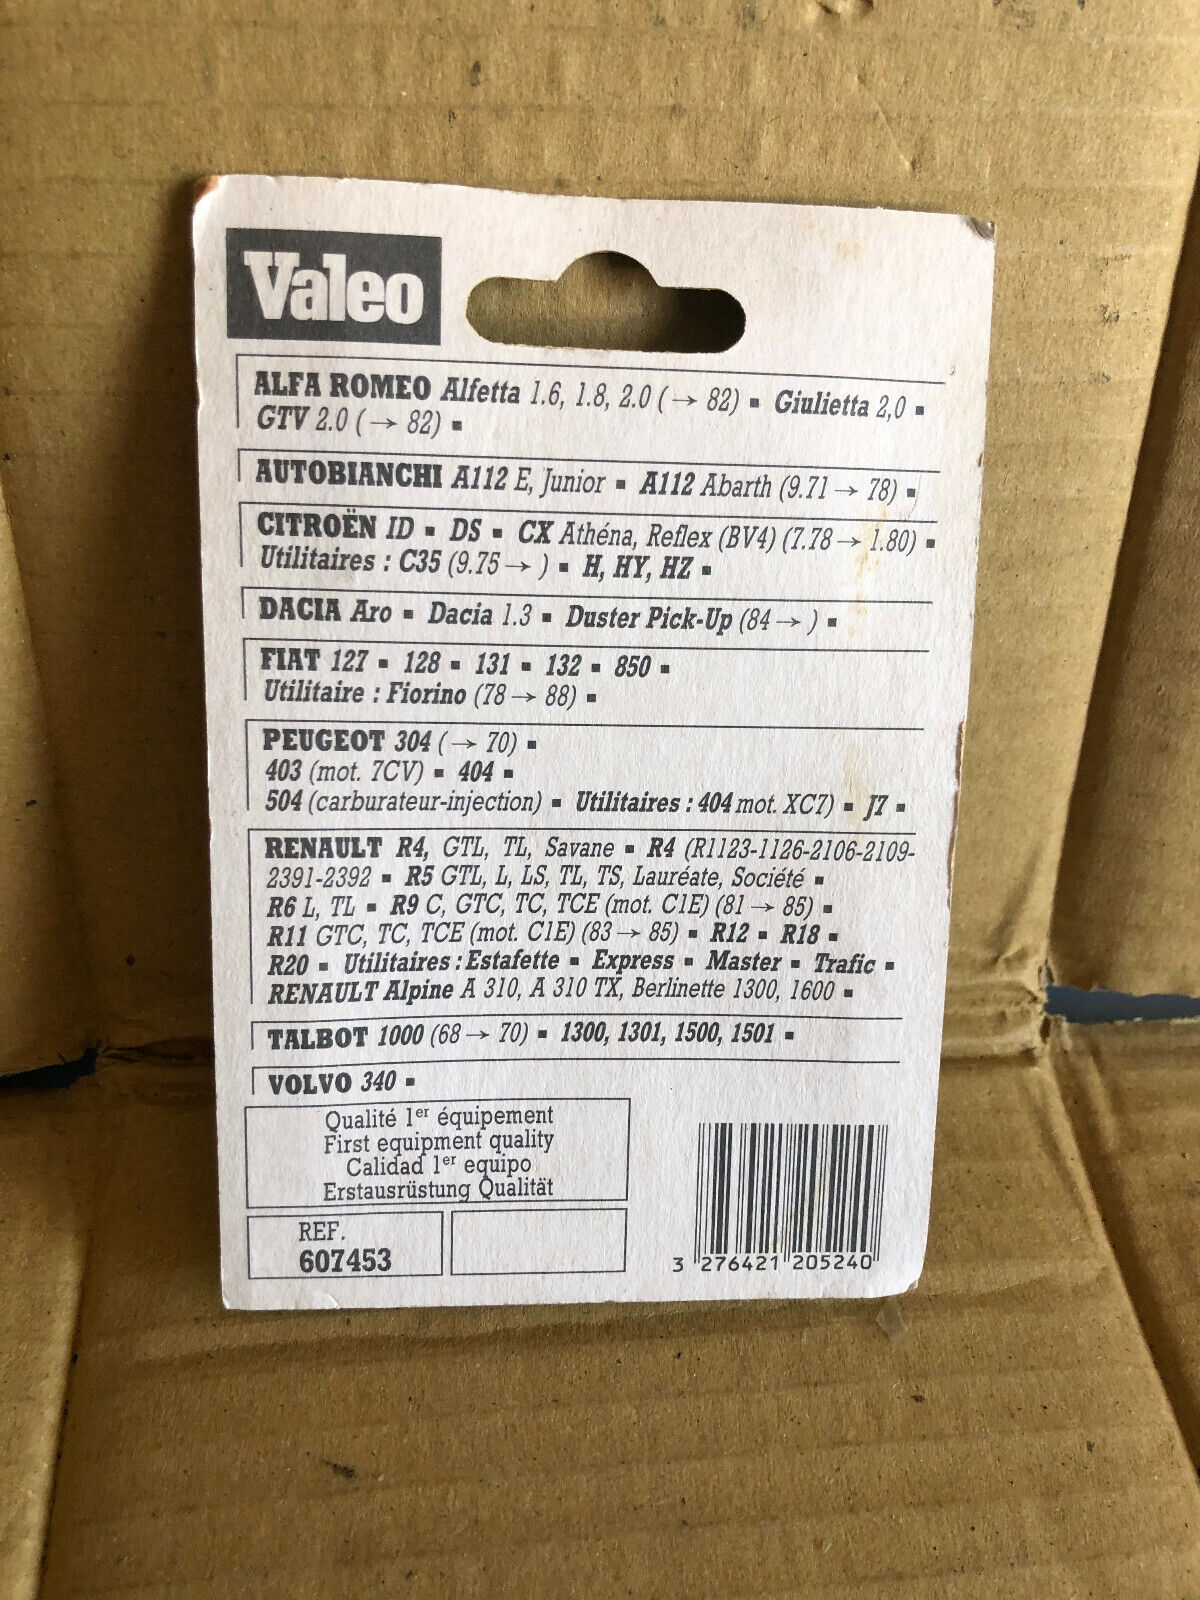 Valeo
ALFA ROMEO Alfetta 1.6, 1.8, 2.0 (→ 82) ▪ Giulietta 2,0 ▪
GTV 2.0 (→ 82) ▪
AUTOBIANCHI A112 E, Junior ▪ A112 Abarth (9.71 → 78) ▪
CITROËN ID ▪ DS ▪ CX Athéna, Reflex (BV4) (7.78 → 1.80) ▪
Utilitaires : C35 (9.75 → ) ▪ H, HY, HZ ▪
DACIA Aro ▪ Dacia 1.3 ▪ Duster Pick-Up (84 → ) ▪
FIAT 127 ▪ 128 ▪ 131 ▪ 132 ▪ 850 ▪
Utilitaire : Fiorino (78 → 88) ▪
PEUGEOT 304 (→ 70) ▪
403 (mot. 7CV) ▪ 404 ▪
504 (carburateur-injection) ▪ Utilitaires : 404 mot. XC7) ▪ J7 ▪
RENAULT R4, GTL, TL, Savane ▪ R4 (R1123-1126-2106-2109-
2391-2392 ▪ R5 GTL, L, LS, TL, TS, Lauréate, Société ▪
R6 L, TL ▪ R9 C, GTC, TC, TCE (mot. C1E) (81 → 85) ▪
R11 GTC, TC, TCE (mot. C1E) (83 → 85) ▪ R12 ▪ R18 ▪
R20 ▪ Utilitaires : Estafette ▪ Express ▪ Master ▪ Trafic ▪
RENAULT Alpine A 310, A 310 TX, Berlinette 1300, 1600 ▪
TALBOT 1000 (68 → 70) ▪ 1300, 1301, 1500, 1501 ▪
VOLVO 340 ▪
Qualité 1er équipement
First equipment quality
Calidad 1er equipo
Erstausrüstung Qualität
REF.
607453
3 276421 205240